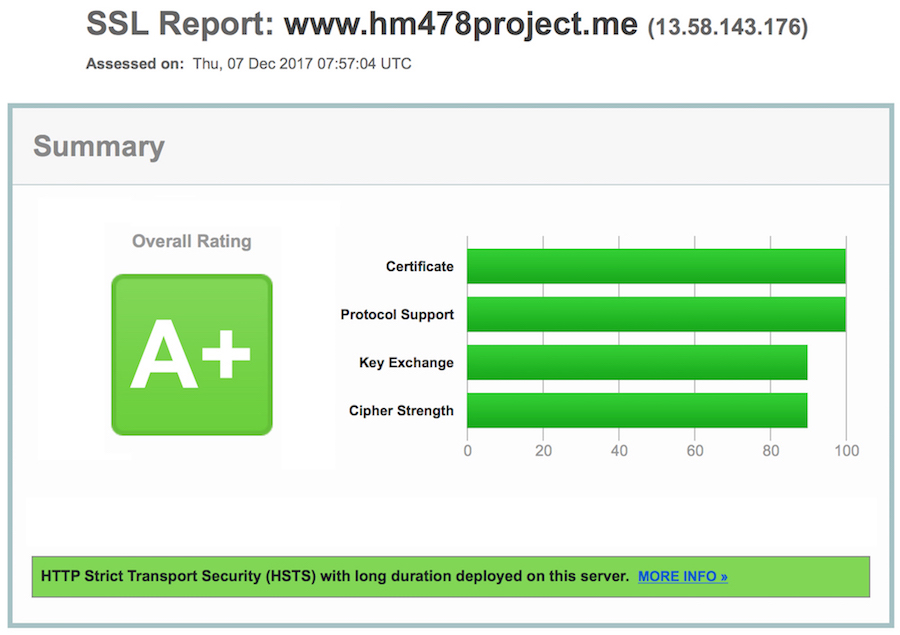 SSL Report: www.hm478project.me (13.58.143.176)
Assessed on: Thu, 07 Dec 2017 07:57:04 UTC
Summary
Overall Rating
A+
Certificate
Protocol Support
Key Exchange
Cipher Strength
0 20 40 60 80 100
HTTP Strict Transport Security (HSTS) with long duration deployed on this server. MORE INFO »